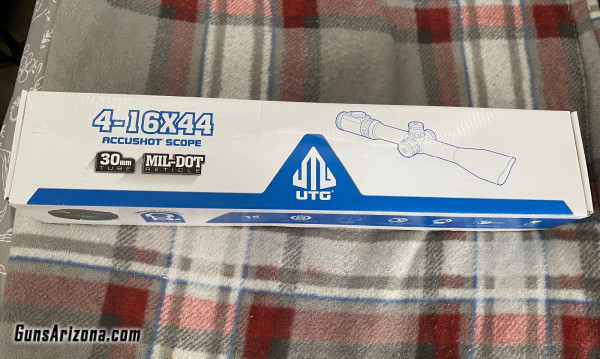 4-16X44
ACCUSHOT SCOPE
30mm
TUBE
MIL-DOT
RETICLE
UTG®
GunsArizona.com